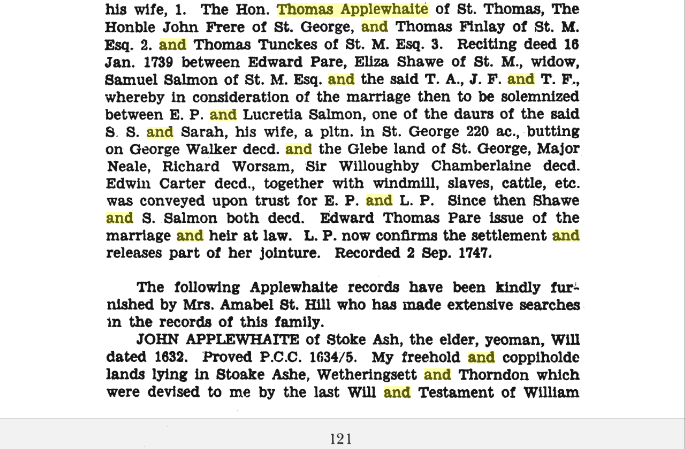 his wife, 1. The Hon. Thomas Applewhaite of St. Thomas, The
Honble John Frere of St. George, and Thomas Finlay of St. M.
Esq. 2. and Thomas Tunckes of St. M. Esq. 3. Reciting deed 16
Jan. 1739 between Edward Pare, Eliza Shawe of St. M., widow,
Samuel Salmon of St. M. Esq. and the said T. A., J. F. and T. F.,
whereby in consideration of the marriage then to be solemnized
between E. P. and Lucretia Salmon, one of the daurs of the said
S. S. and Sarah, his wife, a pltn. in St. George 220 ac., butting
on George Walker decd. and the Glebe land of St. George, Major
Neale, Richard Worsam, Sir Willoughby Chamberlaine decd.
Edwin Carter decd., together with windmill, slaves, cattle, etc.
was conveyed upon trust for E. P. and L. P. Since then Shawe
and S. Salmon both decd. Edward Thomas Pare issue of the
marriage and heir at law. L. P. now confirms the settlement and
releases part of her jointure. Recorded 2 Sep. 1747.
The following Applewhaite records have been kindly fur-
nished by Mrs. Amabel St. Hill who has made extensive searches
in the records of this family.
JOHN APPLEWHAITE of Stoke Ash, the elder, yeoman, Will
dated 1632. Proved P.C.C. 1634/5. My freehold and coppiholde
lands lying in Stoake Ashe, Wetheringsett and Thorndon which
were devised to me by the last Will and Testament of William
121